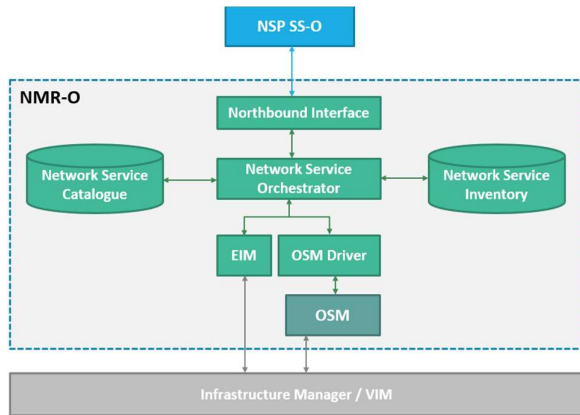 NSP SS-O
NMR-O
Northbound Interface
Network Service
Catalogue
Network Service
Orchestrator
Network Service
Inventory
EIM
OSM Driver
OSM
Infrastructure Manager / VIM